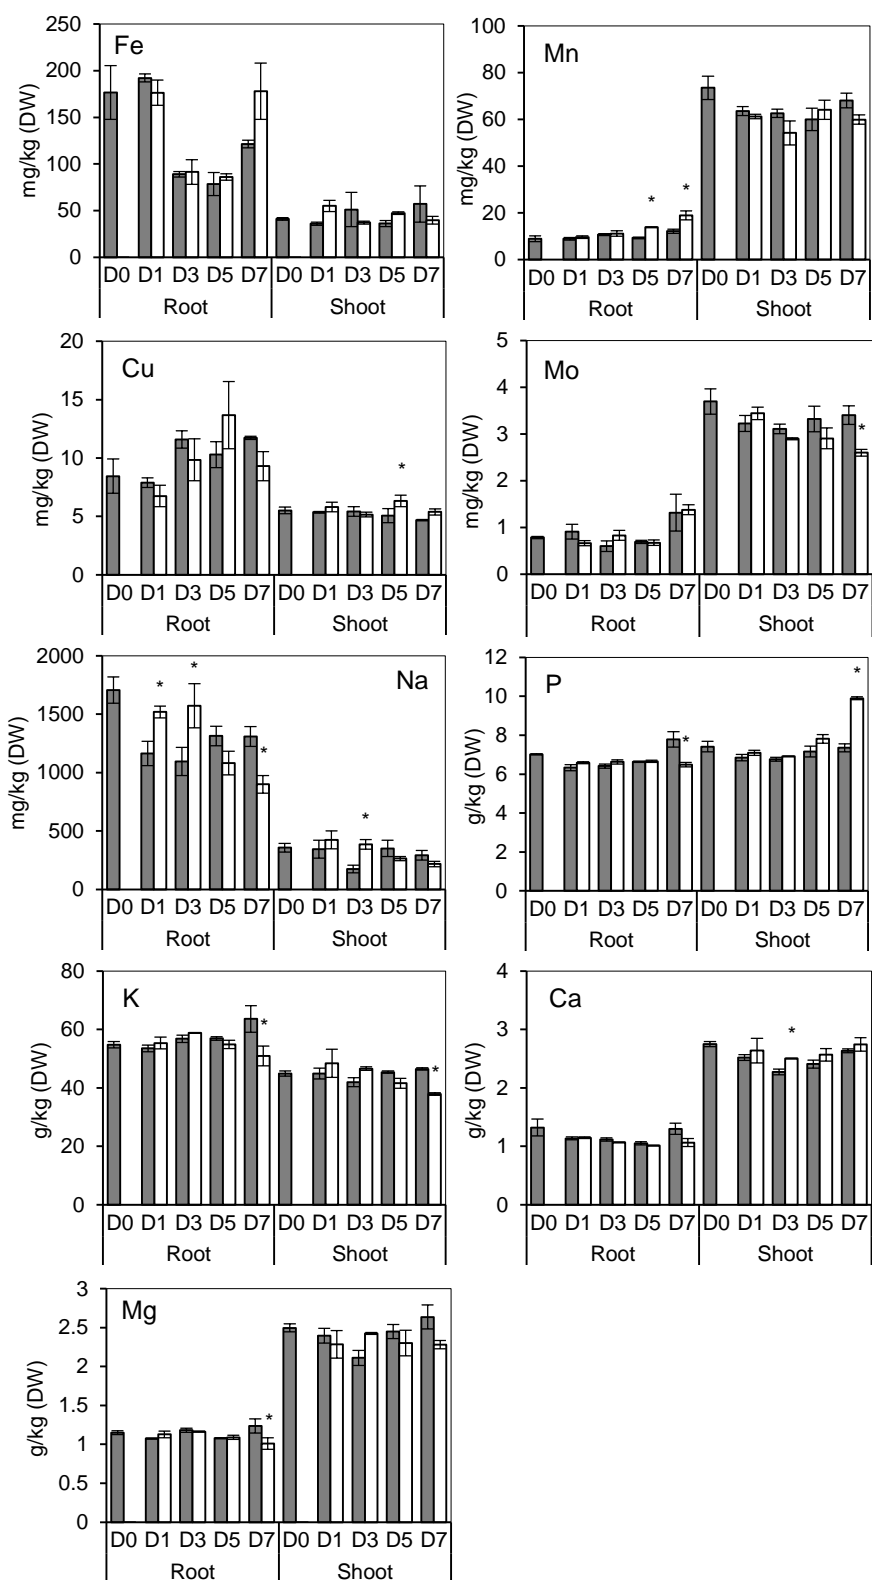 Fe
mg/kg (DW)
250
200
150
100
50
0
D0 D1 D3 D5 D7 D0 D1 D3 D5 D7
Root Shoot
Mn
mg/kg (DW)
100
80
60
40
20
0
* *
D0 D1 D3 D5 D7 D0 D1 D3 D5 D7
Root Shoot
Cu
mg/kg (DW)
20
15
10
5
0
*
D0 D1 D3 D5 D7 D0 D1 D3 D5 D7
Root Shoot
Mo
mg/kg (DW)
5
4
3
2
1
0
*
D0 D1 D3 D5 D7 D0 D1 D3 D5 D7
Root Shoot
Na
mg/kg (DW)
2000
1500
1000
500
0
* * * *
D0 D1 D3 D5 D7 D0 D1 D3 D5 D7
Root Shoot
P
g/kg (DW)
12
10
8
6
4
2
0
* *
D0 D1 D3 D5 D7 D0 D1 D3 D5 D7
Root Shoot
K
g/kg (DW)
80
60
40
20
0
* *
D0 D1 D3 D5 D7 D0 D1 D3 D5 D7
Root Shoot
Ca
g/kg (DW)
4
3
2
1
0
*
D0 D1 D3 D5 D7 D0 D1 D3 D5 D7
Root Shoot
Mg
g/kg (DW)
3
2.5
2
1.5
1
0.5
0
*
D0 D1 D3 D5 D7 D0 D1 D3 D5 D7
Root Shoot